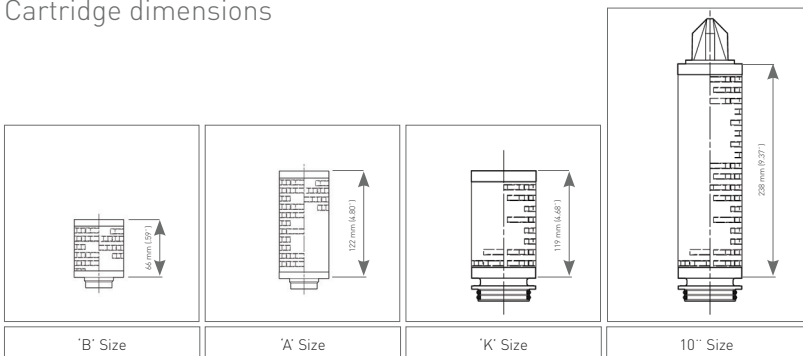 Cartridge dimensions
66 mm (.59")
122 mm (4.80")
119 mm (4.68")
238 mm (9.37")
'B' Size
'A' Size
'K' Size
10" Size